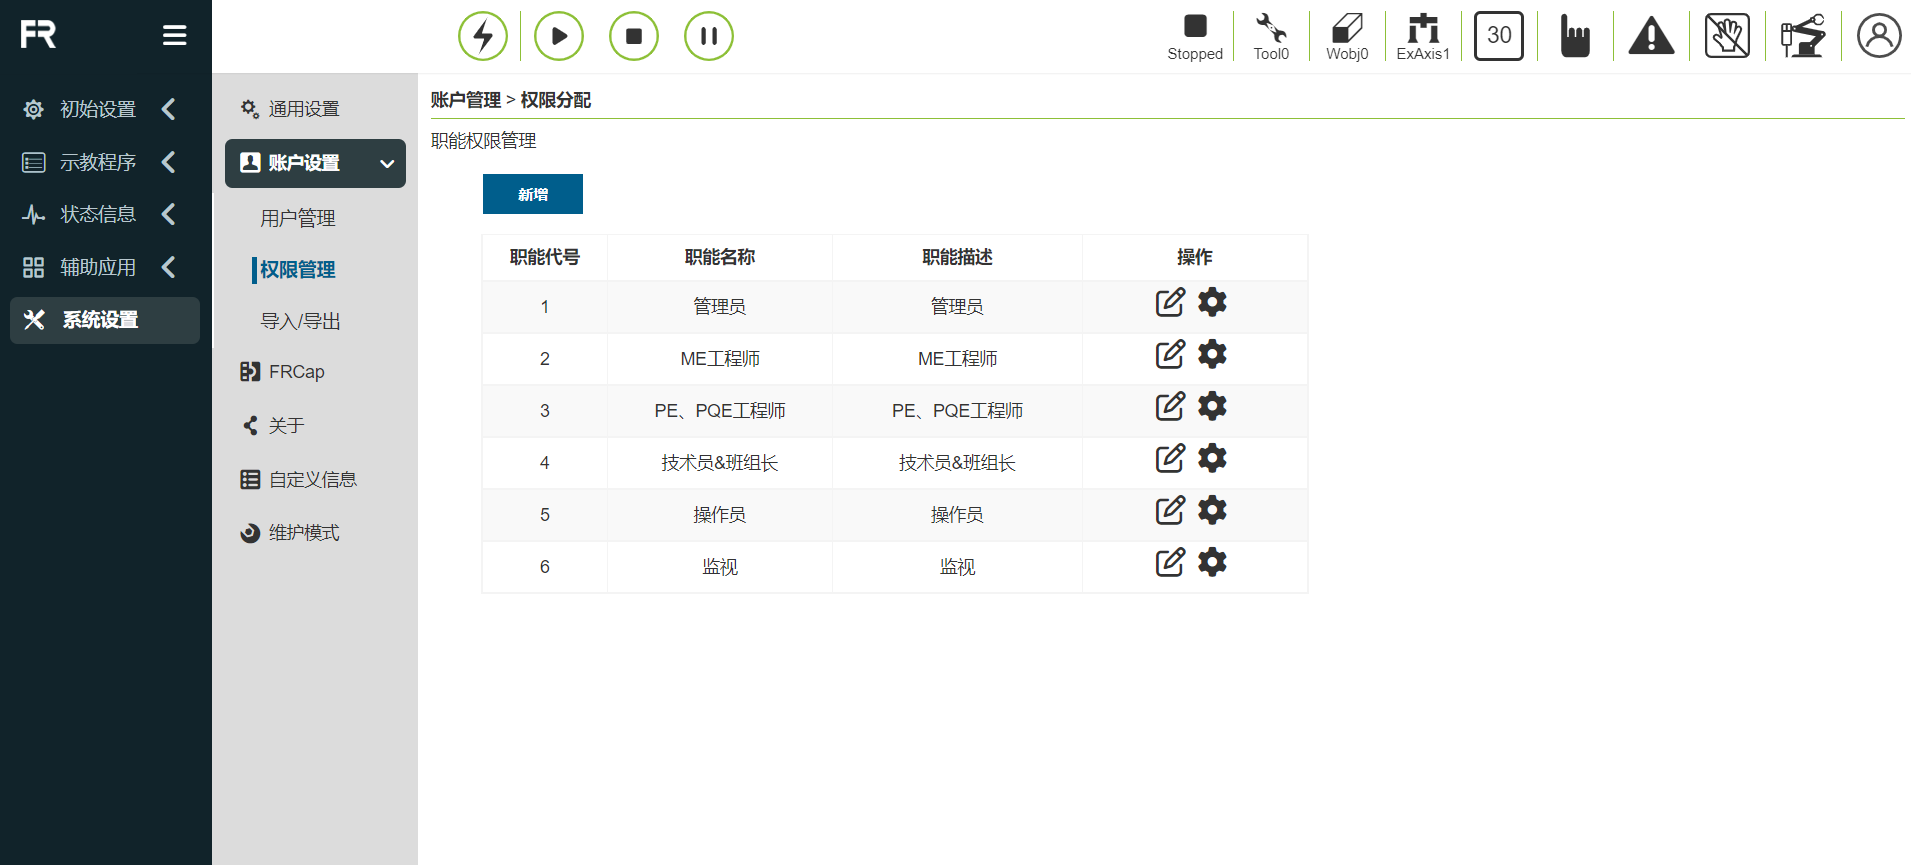 FR
Stopped
Tool0
Wobj0
ExAxis1
30
初始设置
示教程序
状态信息
辅助应用
系统设置
通用设置
账户设置
用户管理
权限管理
导入/导出
FRCap
关于
自定义信息
维护模式
账户管理 > 权限分配
职能权限管理
新增
职能代号 职能名称 职能描述 操作
1 管理员 管理员
2 ME工程师 ME工程师
3 PE、PQE工程师 PE、PQE工程师
4 技术员&班组长 技术员&班组长
5 操作员 操作员
6 监视 监视